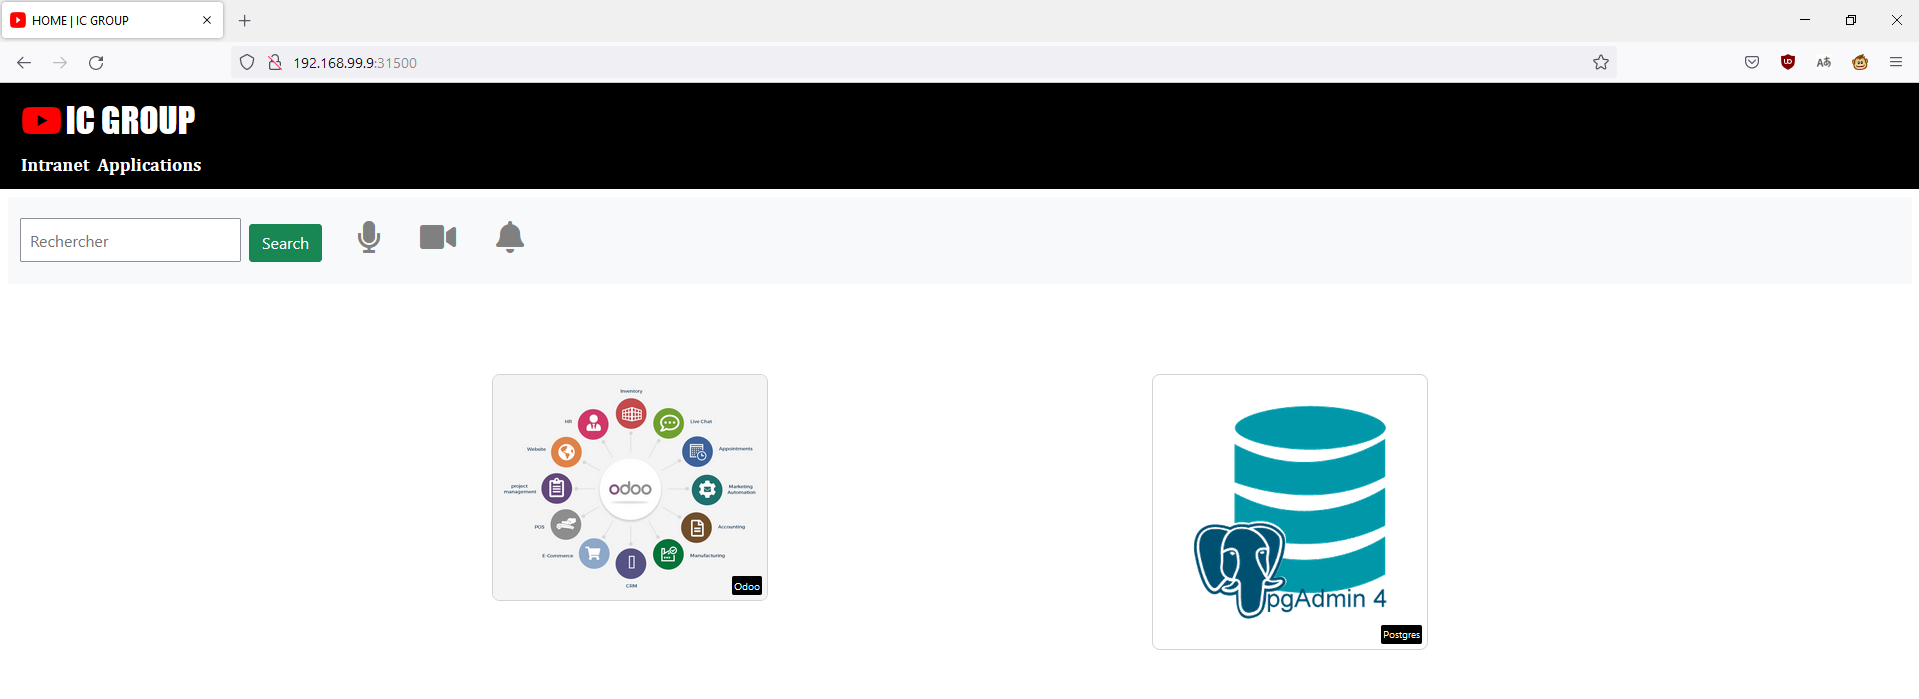 HOME | IC GROUP
192.168.99.9:31500
IC GROUP
Intranet Applications
Rechercher
Search
Inventory
HR
Live Chat
Website
Appointments
project
management
odoo
Marketing
Automation
POS
Accounting
E-Commerce
Manufacturing
CRM
Odoo
pgAdmin 4
Postgres